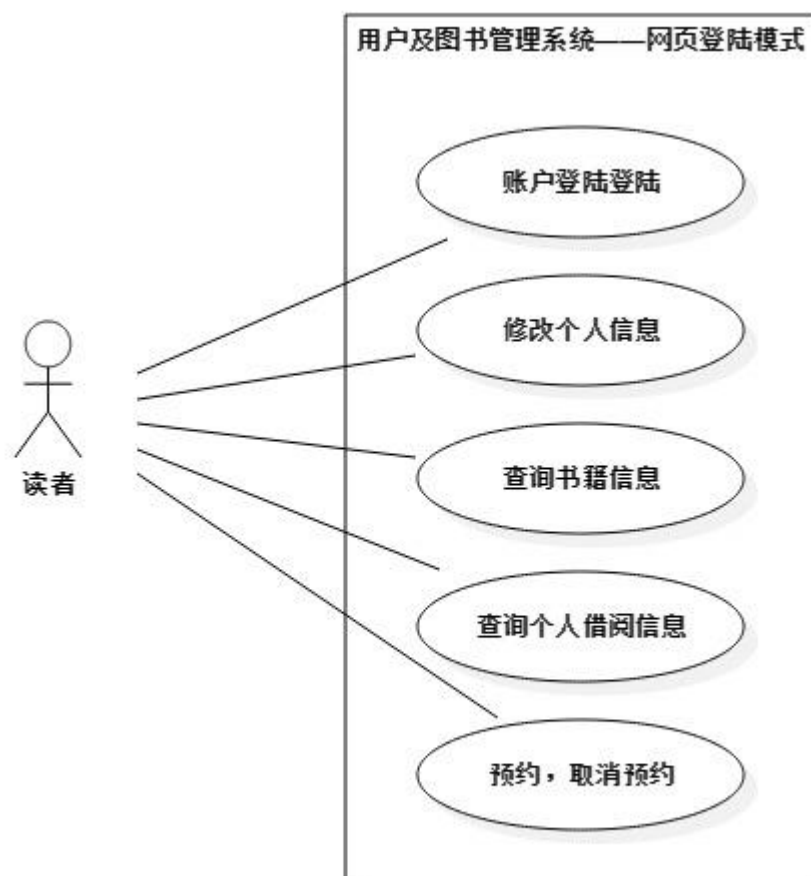 用户及图书管理系统——网页登陆模式
账户登陆登陆
修改个人信息
查询书籍信息
读者
查询个人借阅信息
预约，取消预约